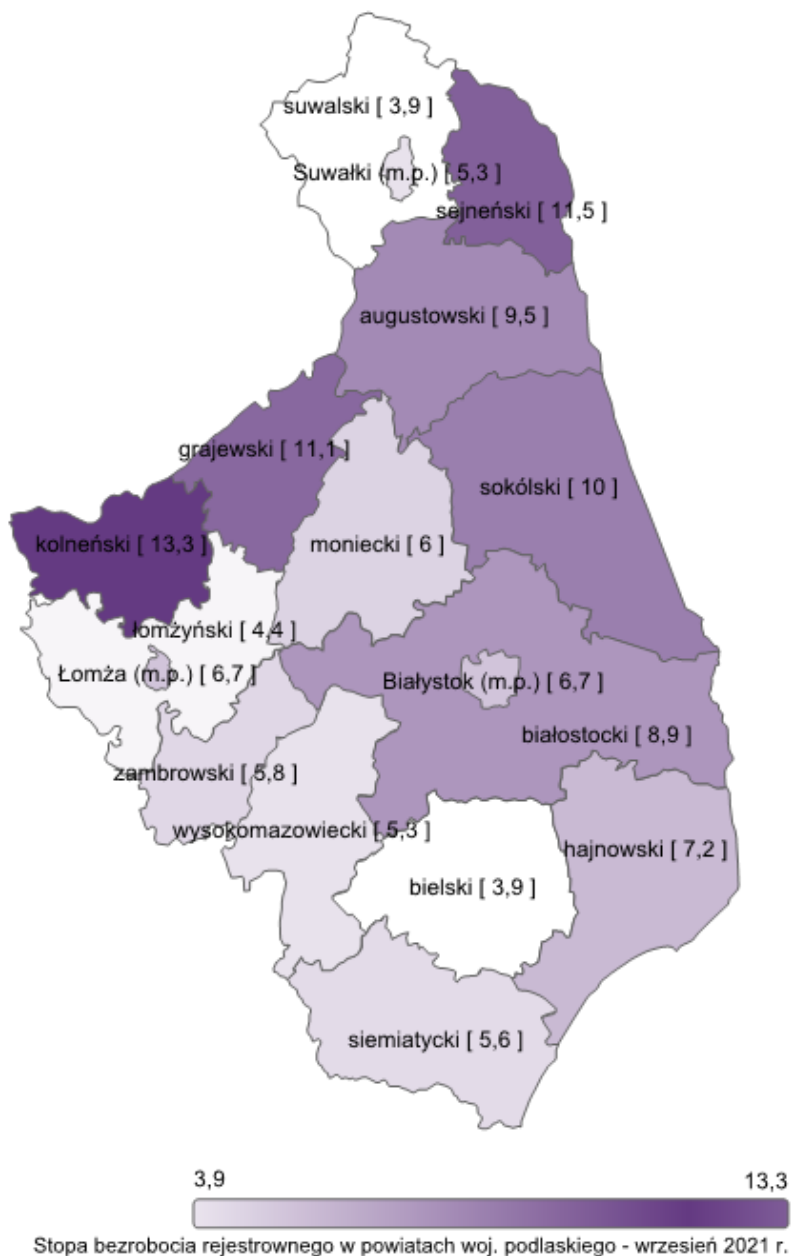 suwalski [ 3,9 ]
Suwałki (m.p.) [ 5,3 ]
sejneński [ 11,5 ]
augustowski [ 9,5 ]
grajewski [ 11,1 ]
sokólski [ 10 ]
kolneński [ 13,3 ]
moniecki [ 6 ]
łomżyński [ 4,4 ]
Łomża (m.p.) [ 6,7 ]
Białystok (m.p.) [ 6,7 ]
białostocki [ 8,9 ]
zambrowski [ 5,8 ]
wysokomazowiecki [ 5,3 ]
hajnowski [ 7,2 ]
bielski [ 3,9 ]
siemiatycki [ 5,6 ]
3,9
13,3
Stopa bezrobocia rejestrownego w powiatach woj. podlaskiego - wrzesień 2021 r.